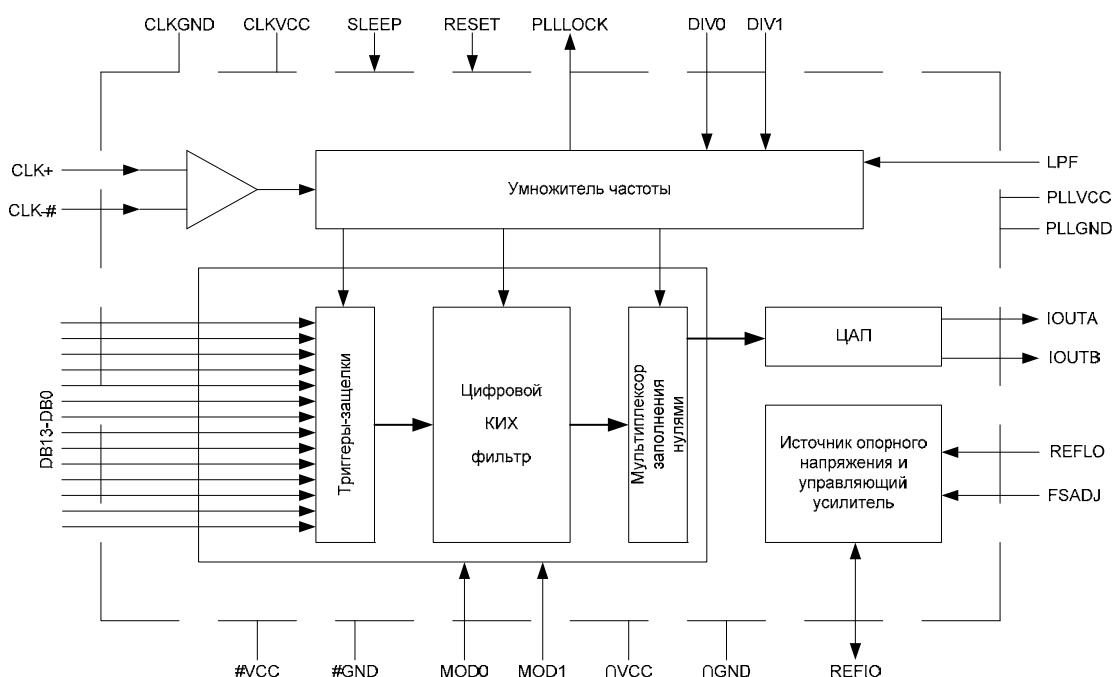 CLKGND CLKVCC SLEEP RESET PLLLOCK DIV0 DIV1
CLK+
CLK-#
Умножитель частоты
LPF
PLLVCC
PLLGND
DB13-DB0
Триггеры-защелки
Цифровой
КИХ
фильтр
Мультиплексор
заполнения
нулями
ЦАП
IOUTA
IOUTB
Источник опорного
напряжения и
управляющий
усилитель
REFLO
FSADJ
#VCC #GND MOD0 MOD1 ∩VCC ∩GND REFIO